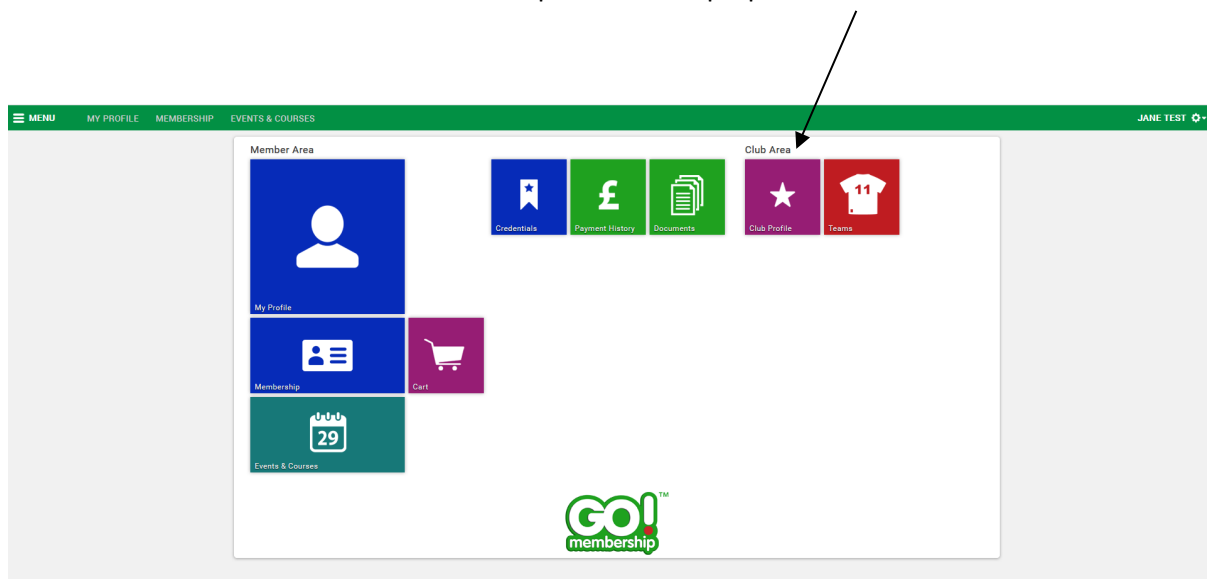 MENU MY PROFILE MEMBERSHIP EVENTS & COURSES JANE TEST
Member Area
Club Area
My Profile
Credentials
£
Payment History
Documents
Club Profile
11
Teams
Membership
Cart
29
Events & Courses
GO! TM
membership